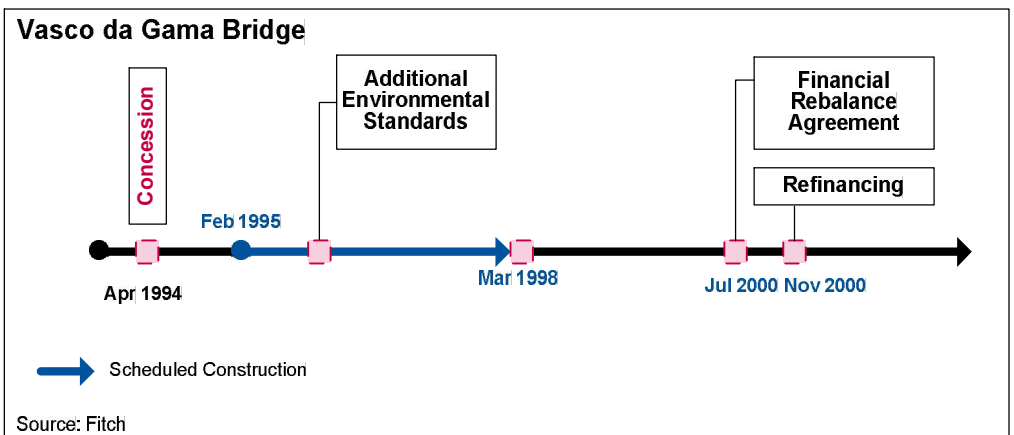 Vasco da Gama Bridge
Concession
Additional
Environmental
Standards
Financial
Rebalance
Agreement
Refinancing
Feb 1995
Apr 1994
Mar 1998
Jul 2000
Nov 2000
Scheduled Construction
Source: Fitch